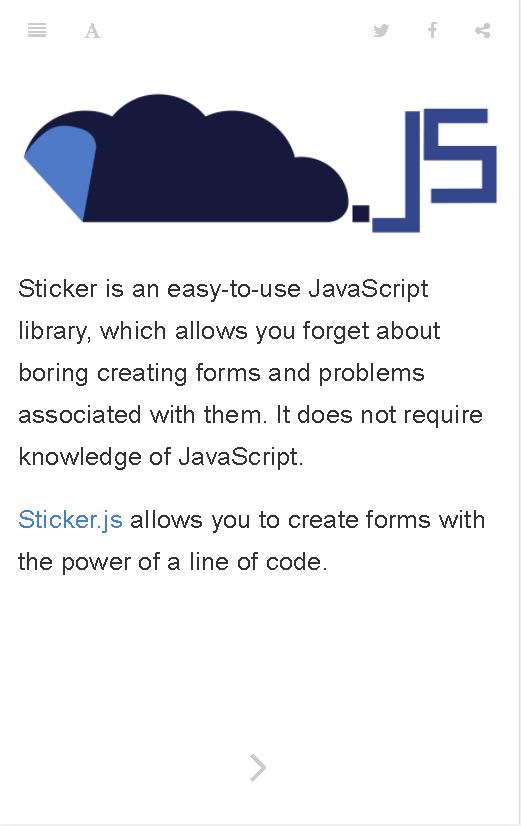 A
.JS
Sticker is an easy-to-use JavaScript
library, which allows you forget about
boring creating forms and problems
associated with them. It does not require
knowledge of JavaScript.
Sticker.js allows you to create forms with
the power of a line of code.